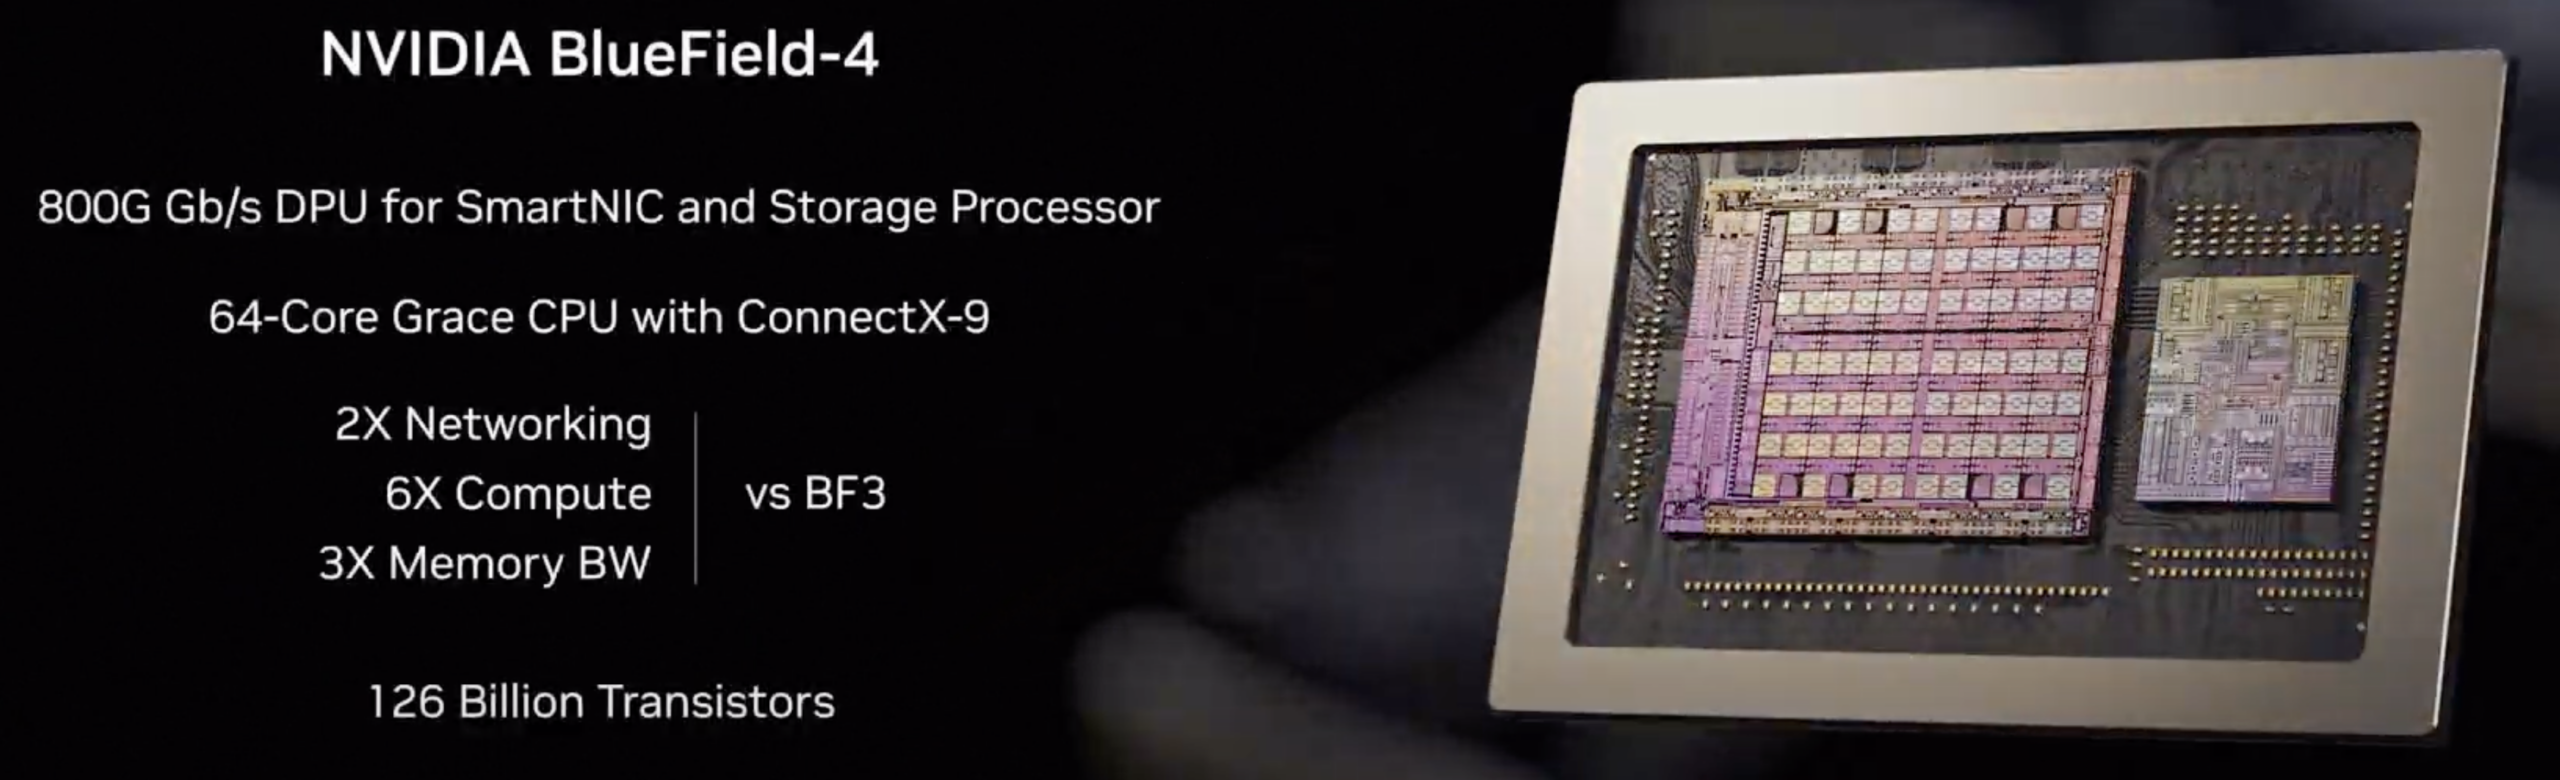 NVIDIA BlueField-4
800G Gb/s DPU for SmartNIC and Storage Processor
64-Core Grace CPU with ConnectX-9
2X Networking
6X Compute
3X Memory BW
vs BF3
126 Billion Transistors